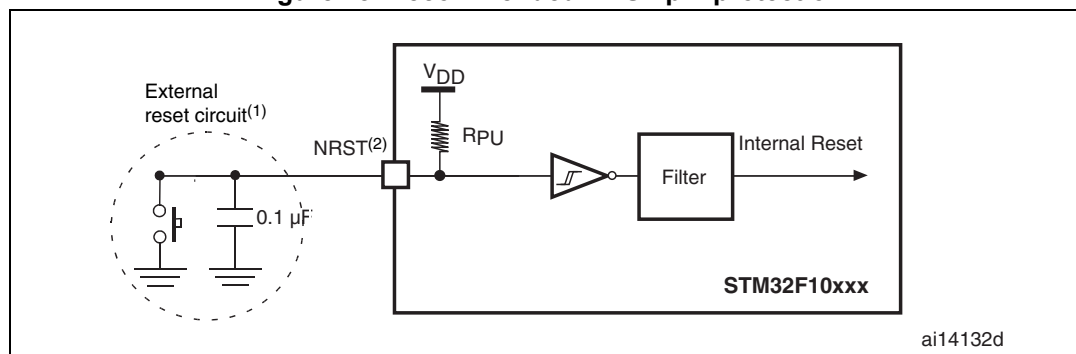 External
reset circuit(1)
VDD
NRST(2)
RPU
Internal Reset
Filter
0.1 µF
STM32F10xxx
ai14132d